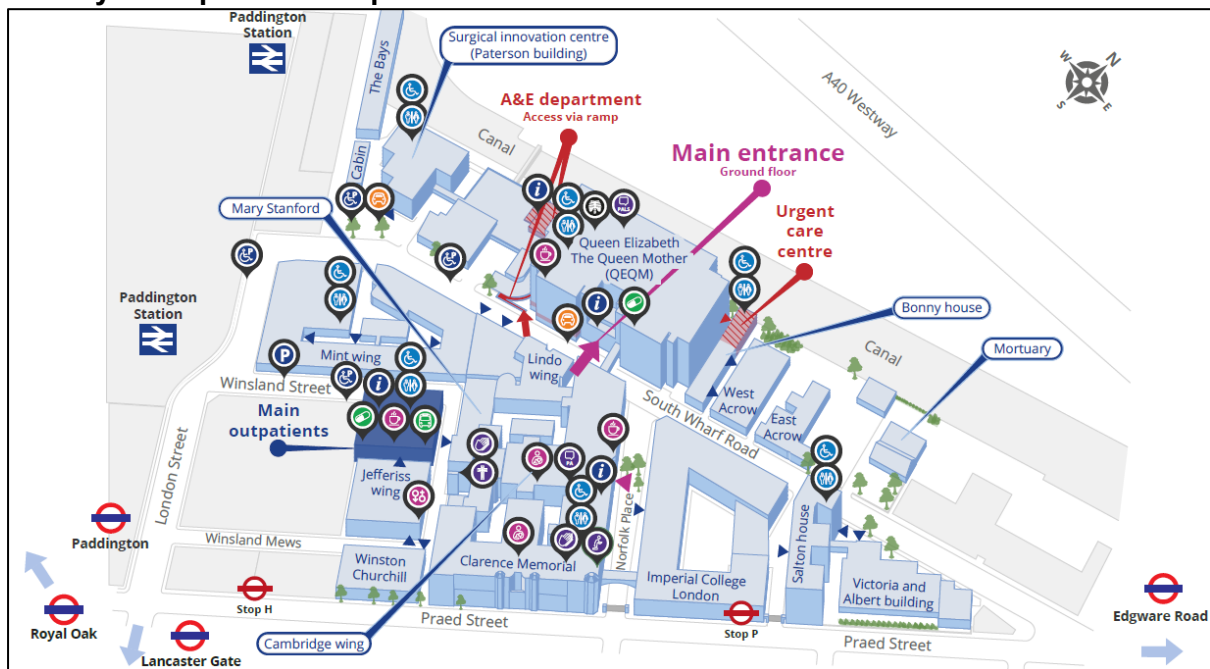 Paddington
Station
The Bays
Surgical innovation centre
(Paterson building)
A&E department
Access via ramp
Canal
A40 Westway
W
N
S
E
Main entrance
Ground floor
Cabin
Mary Stanford
PALS
Urgent
care
centre
Queen Elizabeth
The Queen Mother
(QEQM)
Bonny house
Paddington
Station
Canal
Mortuary
P
Mint wing
Lindo
wing
Winsland Street
West
Acrow
East
Acrow
South Wharf Road
Main
outpatients
PA
London Street
Jefferiss
wing
Norfolk Place
Paddington
Winsland Mews
Winston
Churchill
Clarence Memorial
Imperial College
London
Salton house
Victoria and
Albert building
Stop H
Praed Street
Stop P
Praed Street
Royal Oak
Lancaster Gate
Cambridge wing
Edgware Road